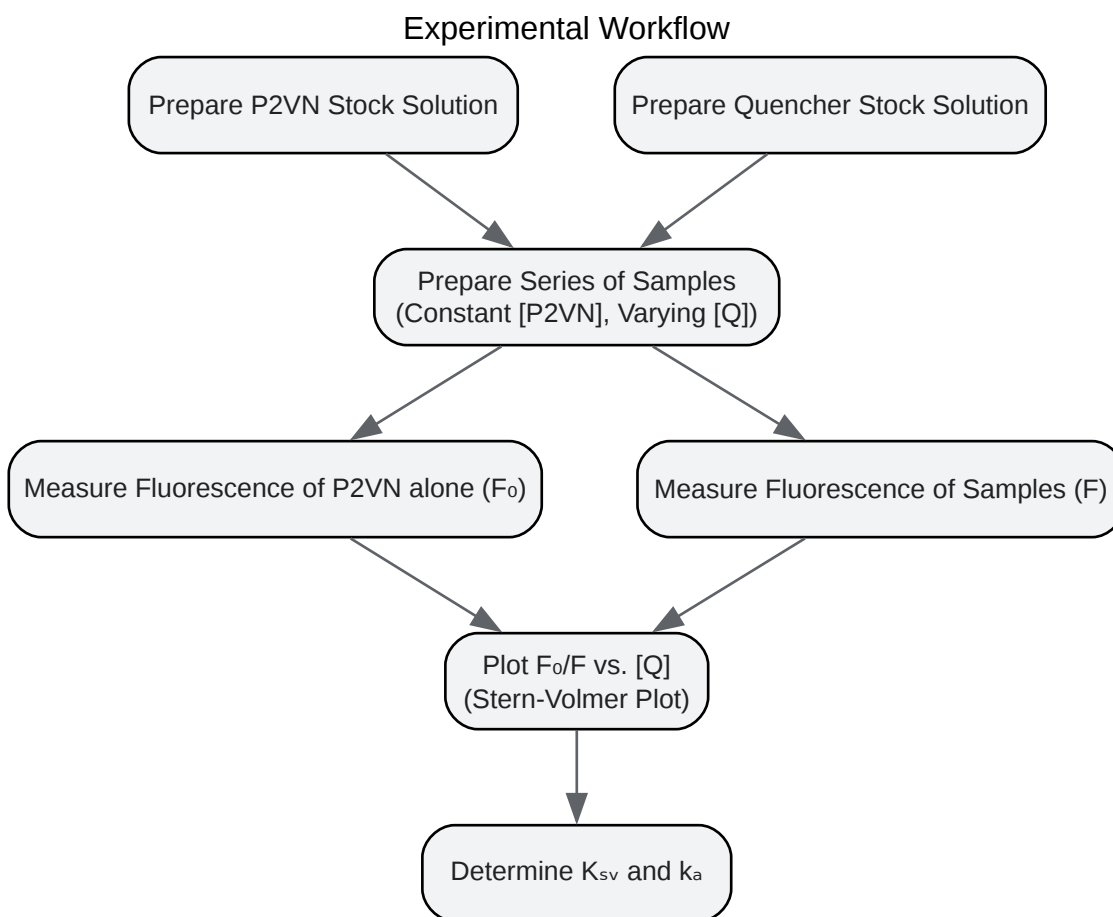 Experimental Workflow
Prepare P2VN Stock Solution
Prepare Quencher Stock Solution
Prepare Series of Samples
(Constant [P2VN], Varying [Q])
Measure Fluorescence of P2VN alone (F₀)
Measure Fluorescence of Samples (F)
Plot F₀/F vs. [Q]
(Stern-Volmer Plot)
Determine Kₛᵥ and kₐ